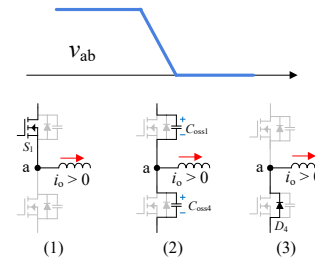 v_ab
S_1 a i_o > 0
+ − C_oss1 a i_o > 0 + − C_oss4
a i_o > 0 D_4
(1) (2) (3)